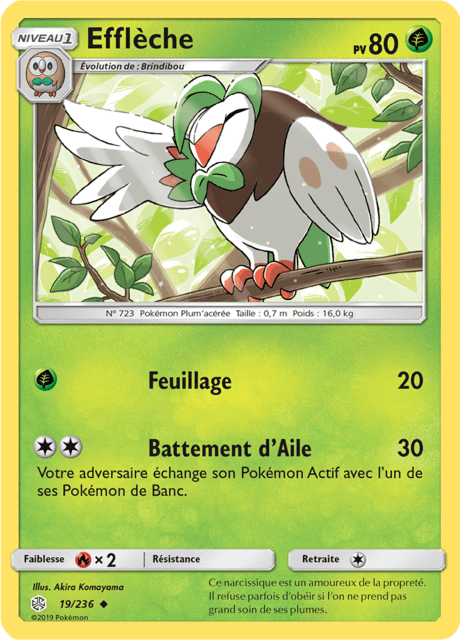 NIVEAU 1
Efflèche
PV 80
Évolution de : Brindibou
N° 723 Pokémon Plum'acérée Taille : 0,7 m Poids : 16,0 kg
Feuillage 20
Battement d'Aile 30
Votre adversaire échange son Pokémon Actif avec l'un de
ses Pokémon de Banc.
Faiblesse × 2 Résistance Retraite
Illus. Akira Komayama
19/236
©2019 Pokémon
Ce narcissique est un amoureux de la propreté.
Il refuse parfois d'obéir si l'on ne prend pas
grand soin de ses plumes.